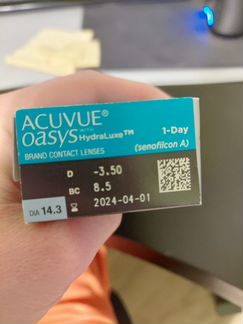 ACUVUE®
OASYS WITH HydraLuxe™
1-Day
BRAND CONTACT LENSES
(senofilcon A)
D -3.50
BC 8.5
DIA 14.3
2024-04-01